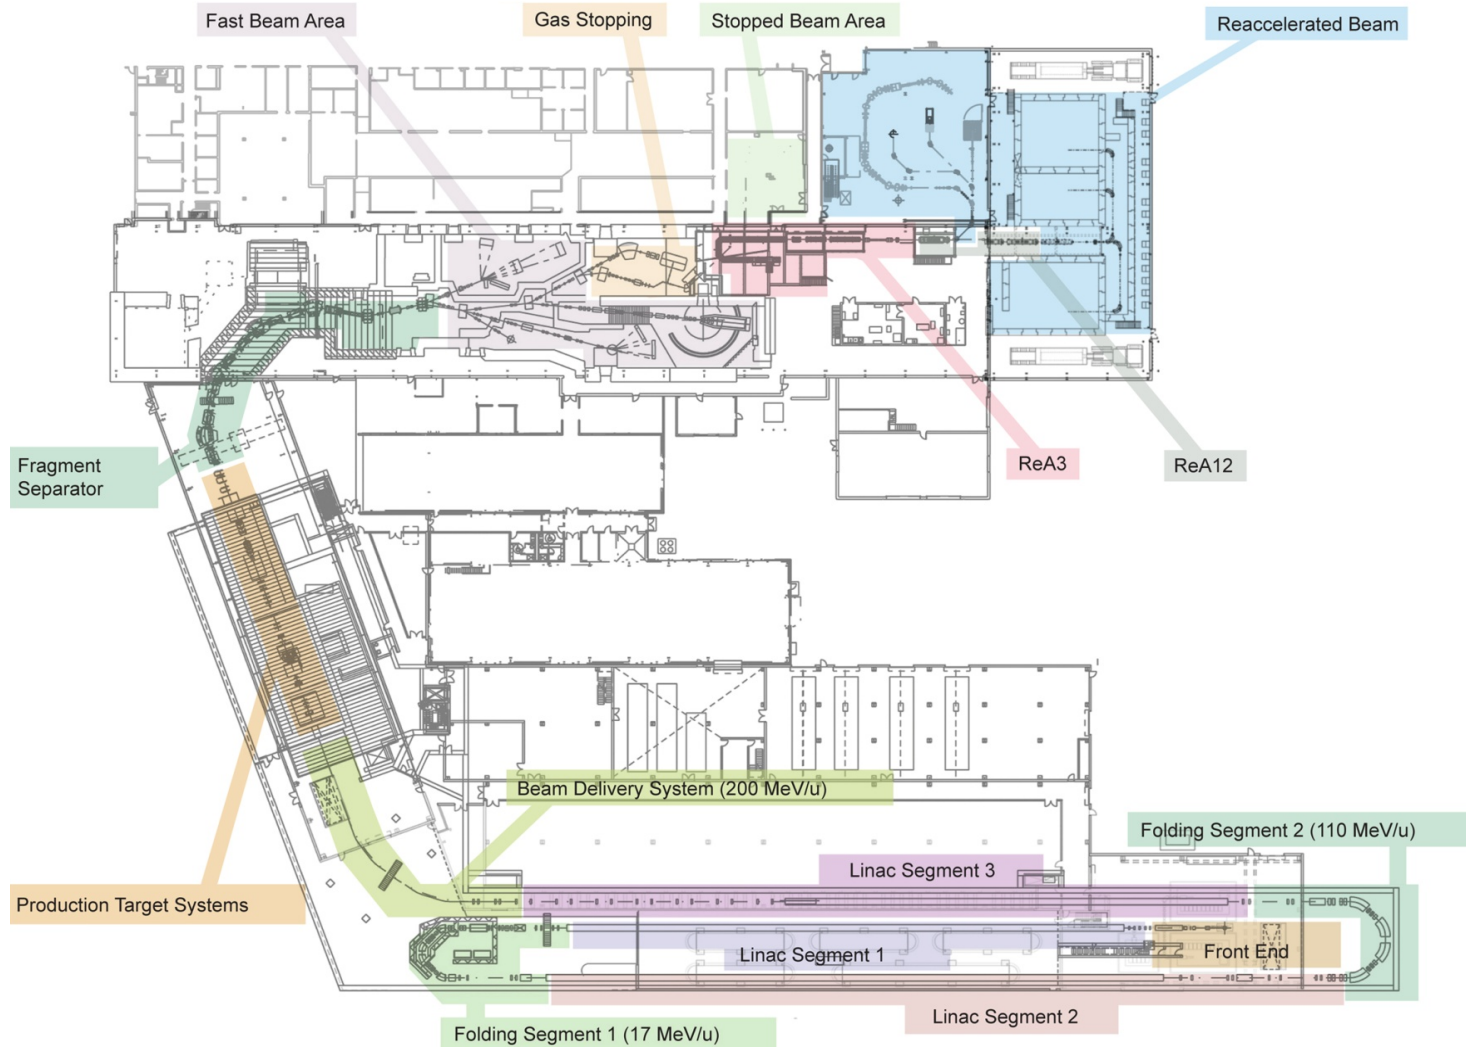 Fast Beam Area
Gas Stopping
Stopped Beam Area
Reaccelerated Beam
ReA3
ReA12
Fragment
Separator
Beam Delivery System (200 MeV/u)
Folding Segment 2 (110 MeV/u)
Linac Segment 3
Production Target Systems
Linac Segment 1
Front End
Linac Segment 2
Folding Segment 1 (17 MeV/u)